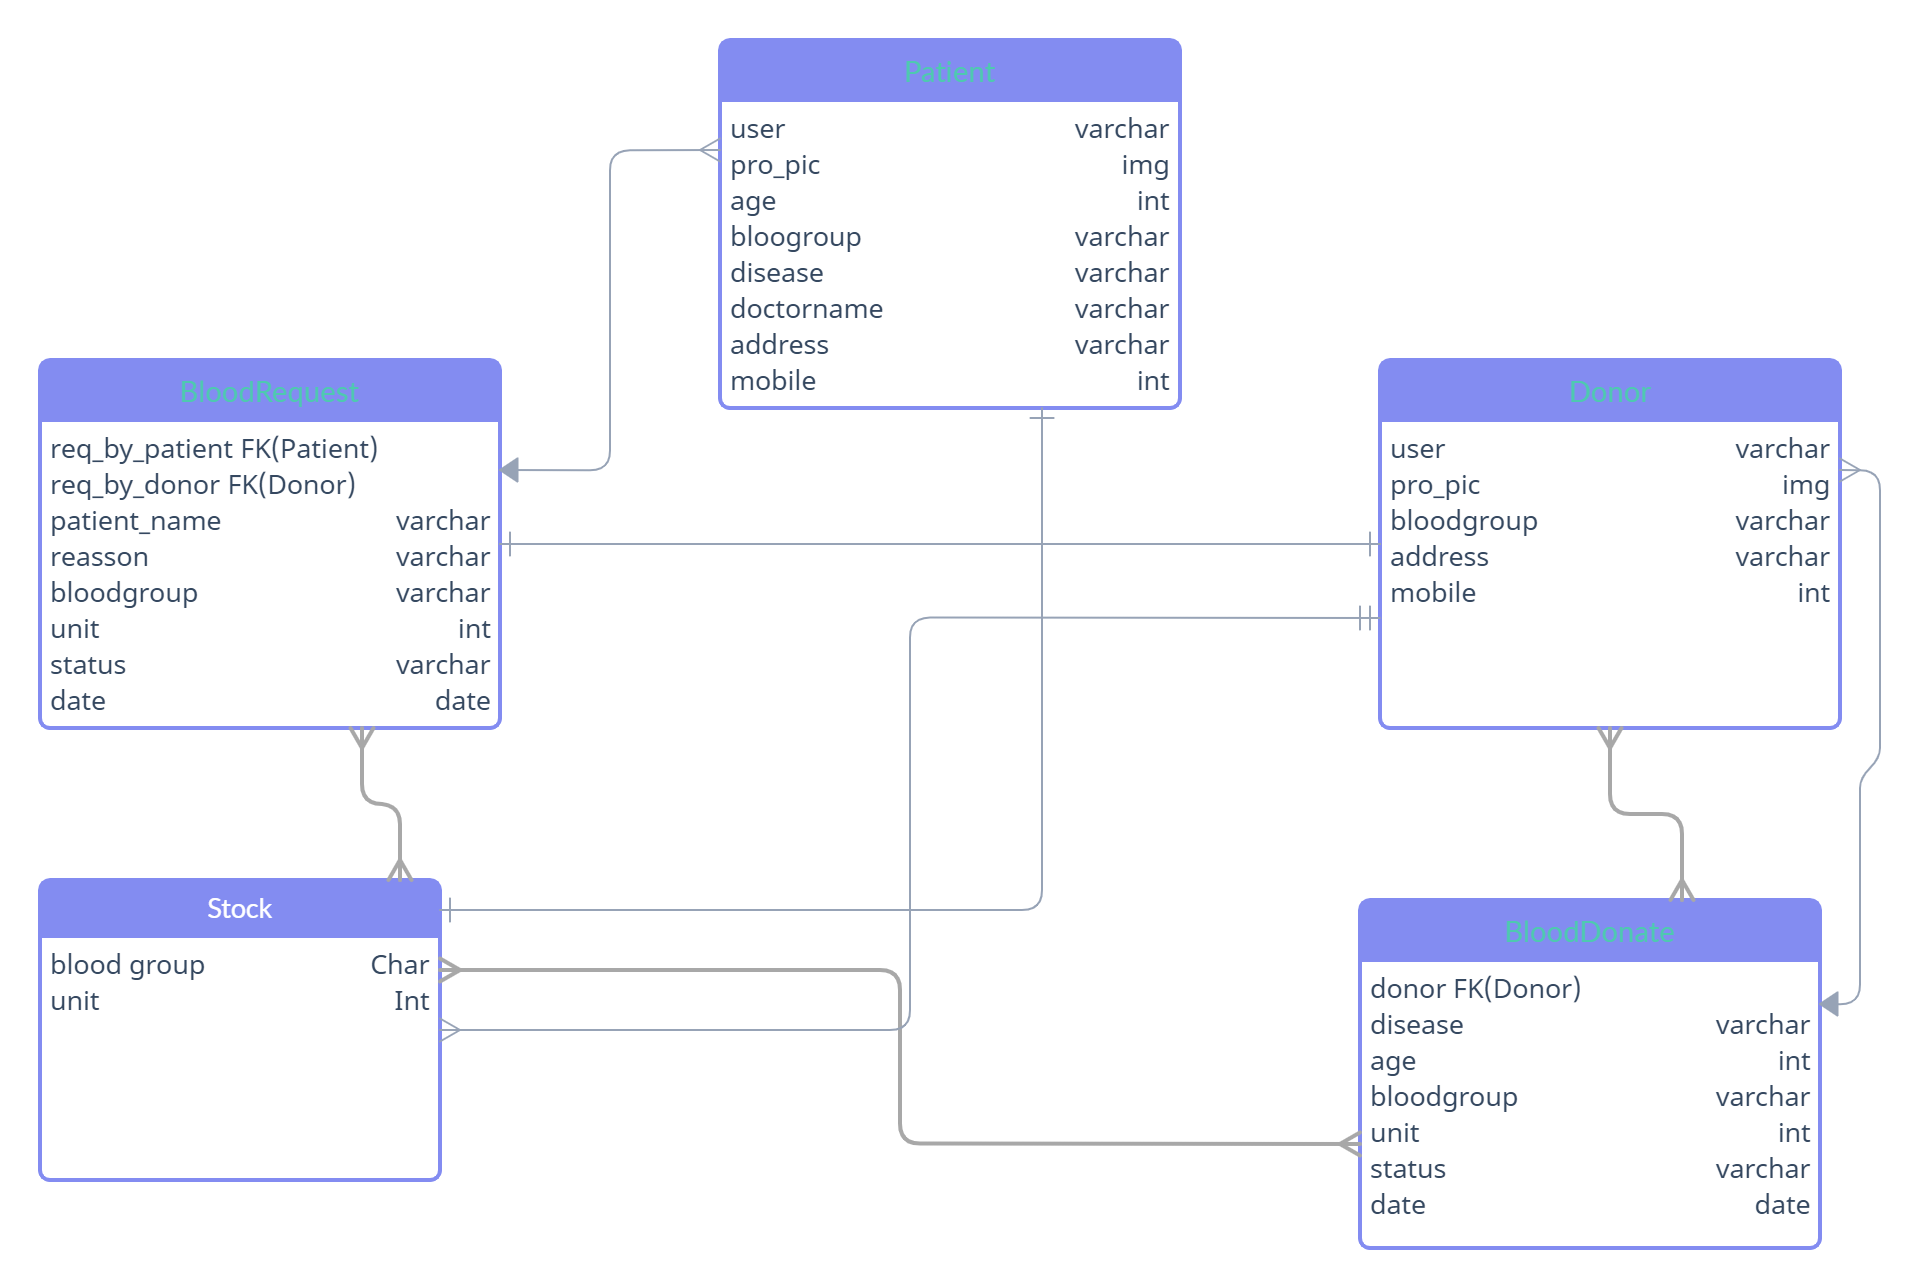 Patient
user varchar
pro_pic img
age int
bloogroup varchar
disease varchar
doctorname varchar
address varchar
mobile int
BloodRequest
req_by_patient FK(Patient)
req_by_donor FK(Donor)
patient_name varchar
reasson varchar
bloodgroup varchar
unit int
status varchar
date date
Donor
user varchar
pro_pic img
bloodgroup varchar
address varchar
mobile int
Stock
blood group Char
unit Int
BloodDonate
donor FK(Donor)
disease varchar
age int
bloodgroup varchar
unit int
status varchar
date date